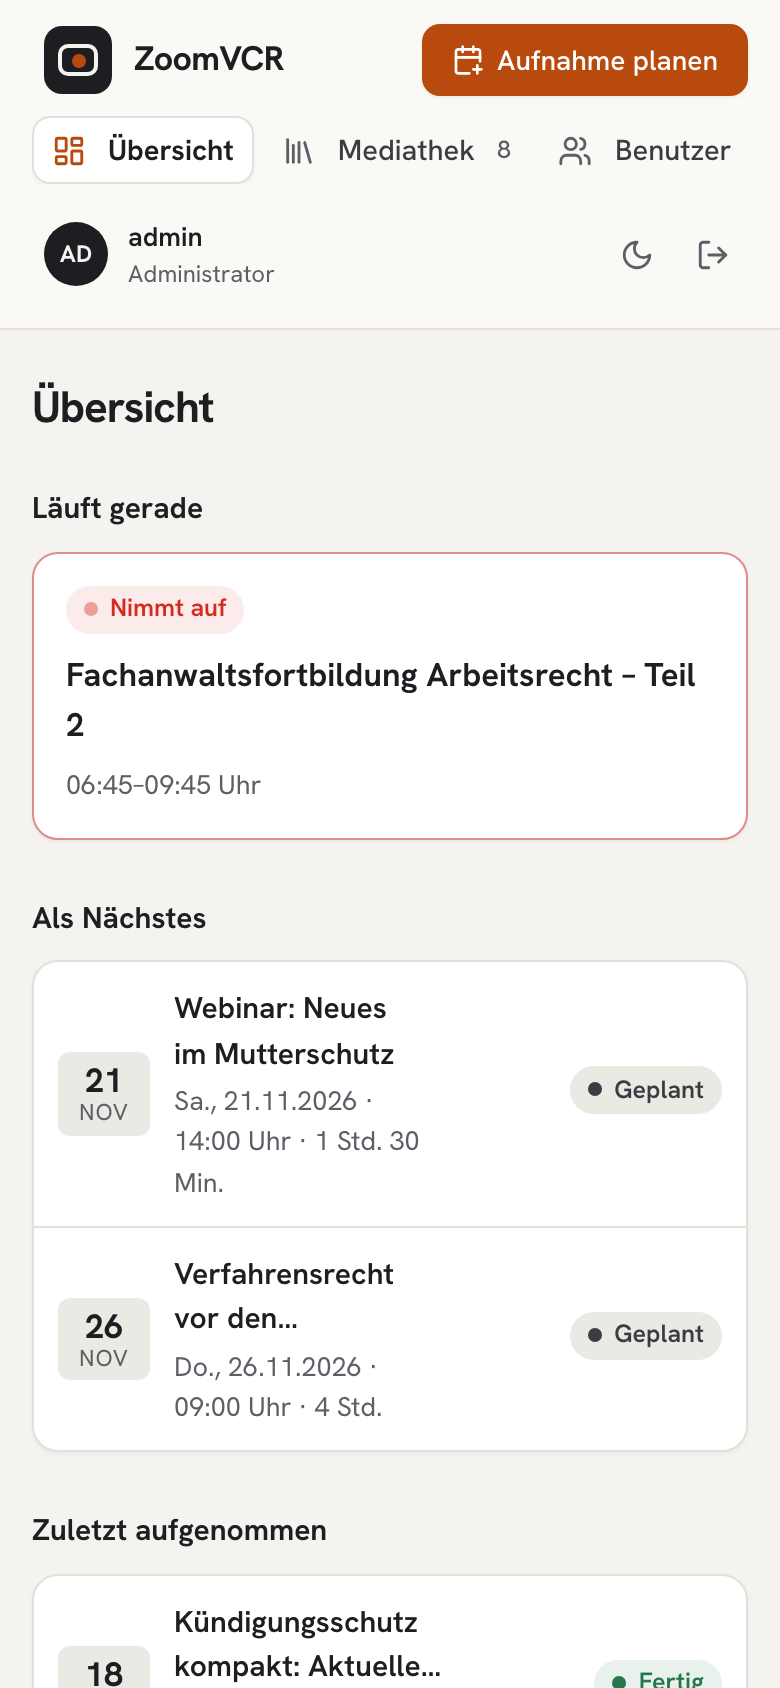 ZoomVCR
Aufnahme planen
Übersicht
Mediathek 8
Benutzer
AD
admin
Administrator
Übersicht
Läuft gerade
Nimmt auf
Fachanwaltsfortbildung Arbeitsrecht – Teil
2
06:45–09:45 Uhr
Als Nächstes
21
NOV
Webinar: Neues
im Mutterschutz
Sa., 21.11.2026 ·
14:00 Uhr · 1 Std. 30
Min.
Geplant
26
NOV
Verfahrensrecht
vor den...
Do., 26.11.2026 ·
09:00 Uhr · 4 Std.
Geplant
Zuletzt aufgenommen
18
Kündigungsschutz
kompakt: Aktuelle...
Fertig